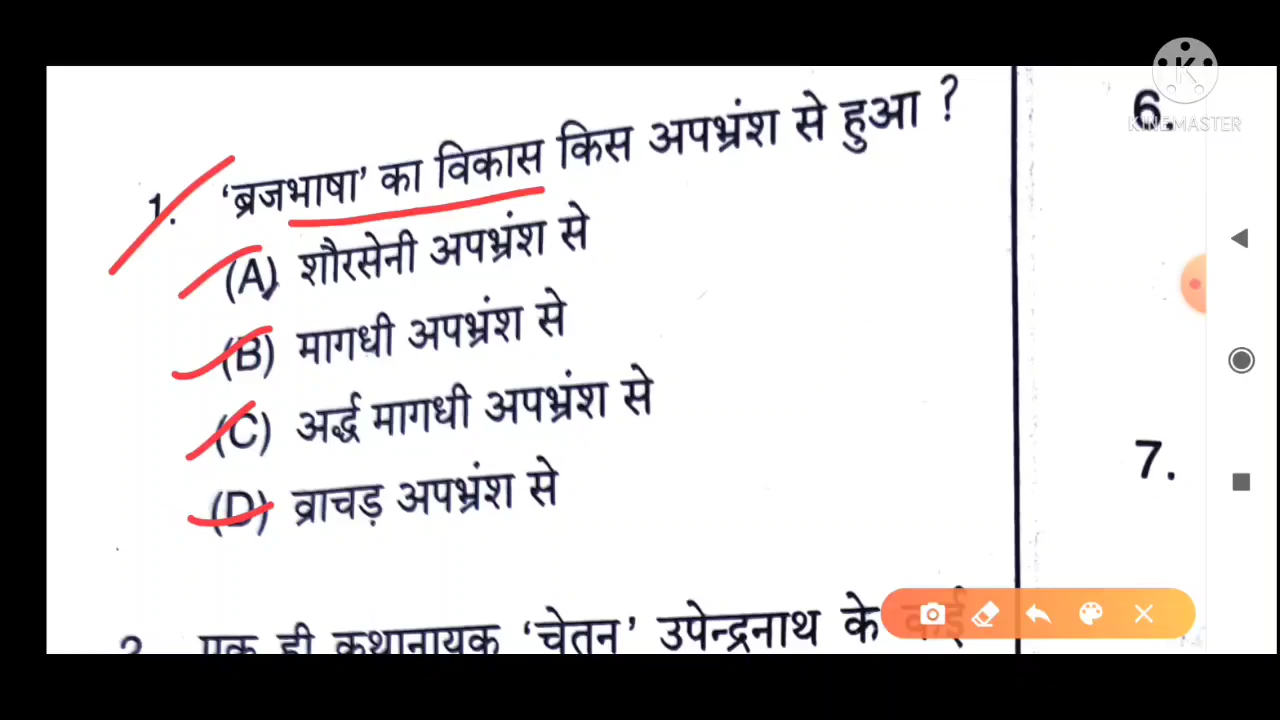 1. ‘ब्रजभाषा’ का विकास किस अपभ्रंश से हुआ ?
(A) शौरसेनी अपभ्रंश से
(B) मागधी अपभ्रंश से
(C) अर्द्ध मागधी अपभ्रंश से
(D) व्राचड़ अपभ्रंश से
2. एक ही कथानायक ‘चेतन’ उपेन्द्रनाथ के कई
6.
7.
KINEMASTER